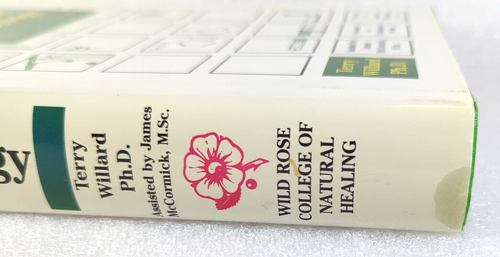 gy
Terry
Willard
Ph.D.
Assisted by James
McCormick, M.Sc.
WILD ROSE
COLLEGE OF
NATURAL
HEALING
Terry
Willard
Ph.D.